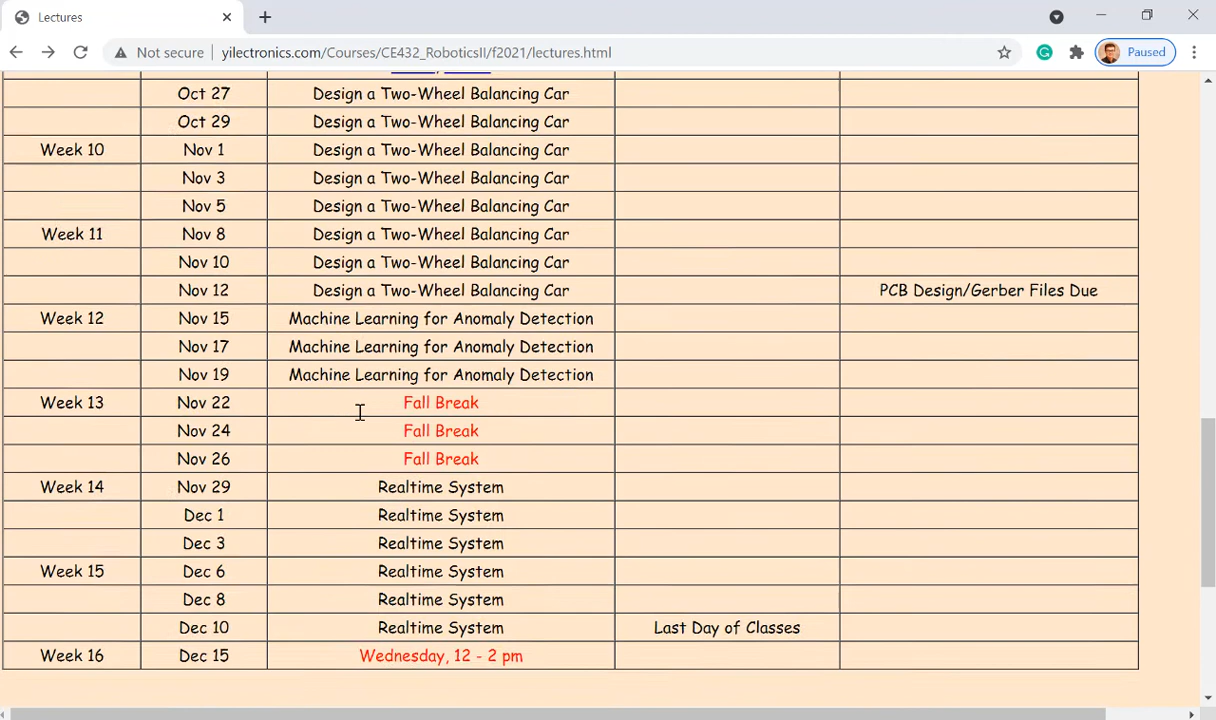 Lectures
Not secure yilectronics.com/Courses/CE432_RoboticsII/f2021/lectures.html Paused
Oct 27 Design a Two-Wheel Balancing Car
Oct 29 Design a Two-Wheel Balancing Car
Week 10 Nov 1 Design a Two-Wheel Balancing Car
Nov 3 Design a Two-Wheel Balancing Car
Nov 5 Design a Two-Wheel Balancing Car
Week 11 Nov 8 Design a Two-Wheel Balancing Car
Nov 10 Design a Two-Wheel Balancing Car
Nov 12 Design a Two-Wheel Balancing Car PCB Design/Gerber Files Due
Week 12 Nov 15 Machine Learning for Anomaly Detection
Nov 17 Machine Learning for Anomaly Detection
Nov 19 Machine Learning for Anomaly Detection
Week 13 Nov 22 Fall Break
Nov 24 Fall Break
Nov 26 Fall Break
Week 14 Nov 29 Realtime System
Dec 1 Realtime System
Dec 3 Realtime System
Week 15 Dec 6 Realtime System
Dec 8 Realtime System
Dec 10 Realtime System Last Day of Classes
Week 16 Dec 15 Wednesday, 12 - 2 pm